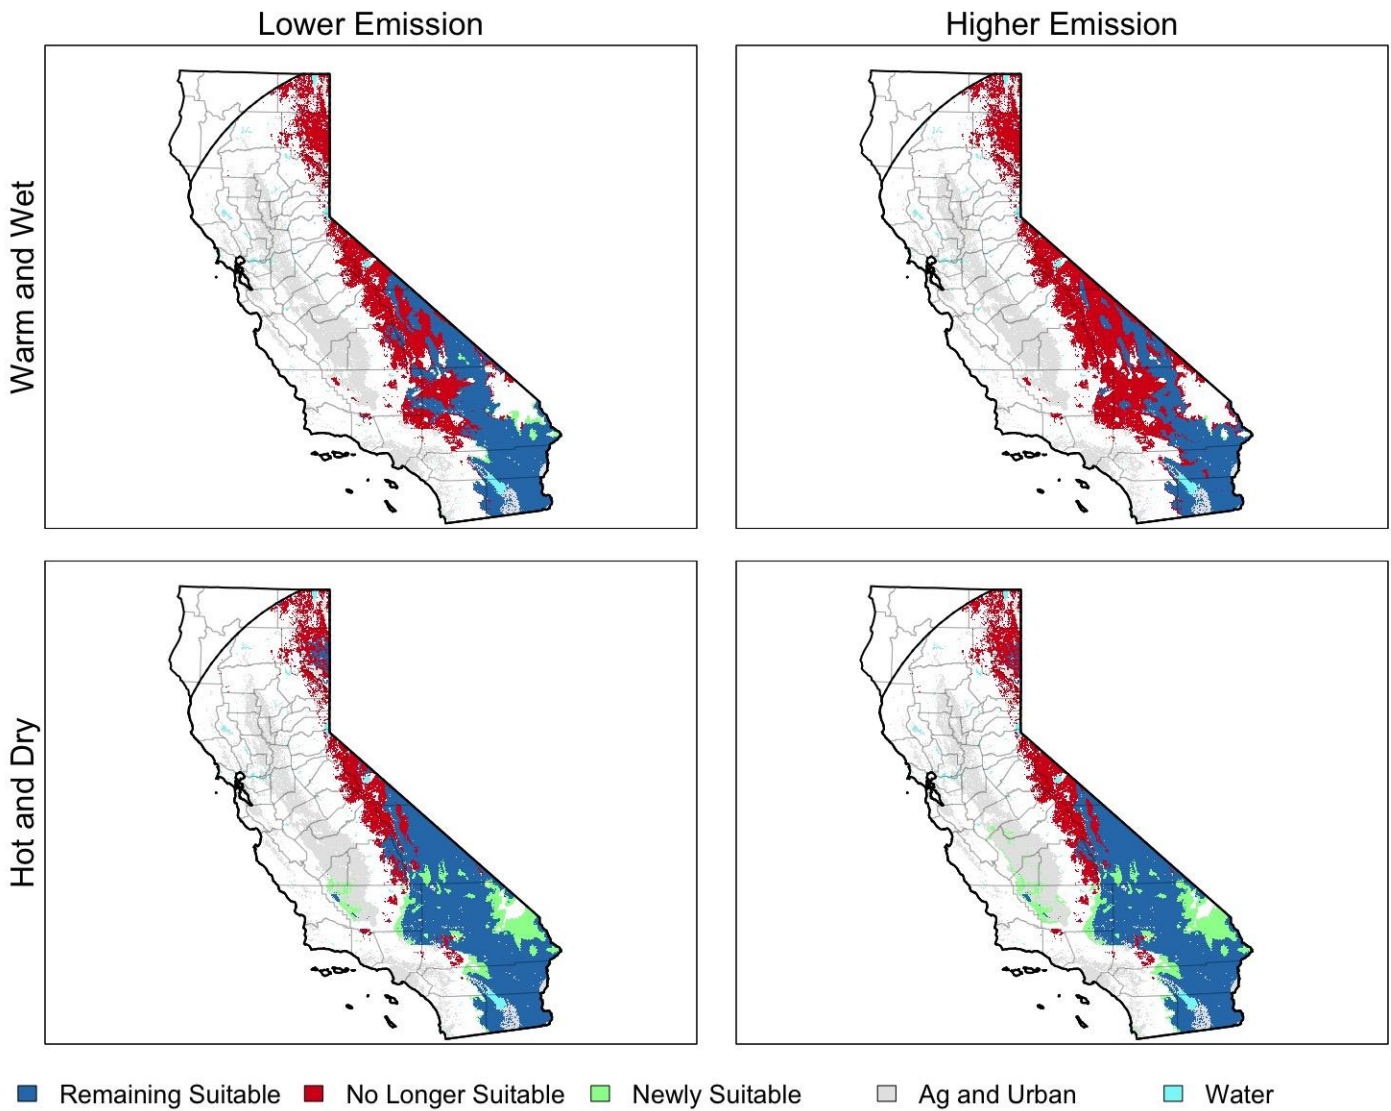 Lower Emission
Higher Emission
Warm and Wet
Hot and Dry
Remaining Suitable
No Longer Suitable
Newly Suitable
Ag and Urban
Water